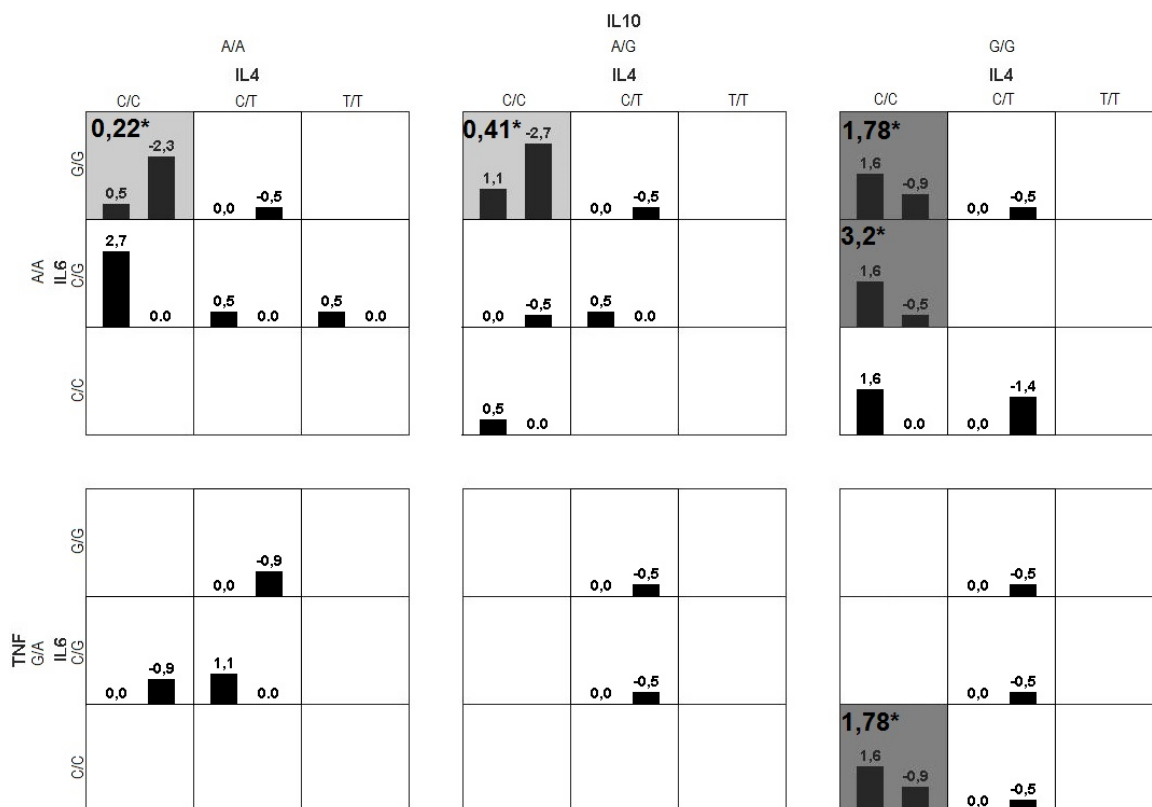 IL10
A/A A/G G/G
IL4 IL4 IL4
C/C C/T T/T C/C C/T T/T C/C C/T T/T
0,22* 0,41* 1,78*
G/G
0,5 -2,3 0,0 -0,5 1,1 -2,7 0,0 -0,5 1,6 -0,9 0,0 -0,5
3,2*
A/A IL6 C/G
2,7 0.0 0,5 0.0 0,5 0.0 0,0 -0,5 0,5 0.0 1,6 -0,5
C/C
0,5 0.0 1,6 0.0 0,0 -1,4
G/G
0,0 -0,9 0,0 -0,5 0,0 -0,5
TNF G/A IL6 C/G
0,0 -0,9 1,1 0.0 0,0 -0,5 0,0 -0,5
1,78*
C/C
1,6 -0,9 0,0 -0,5